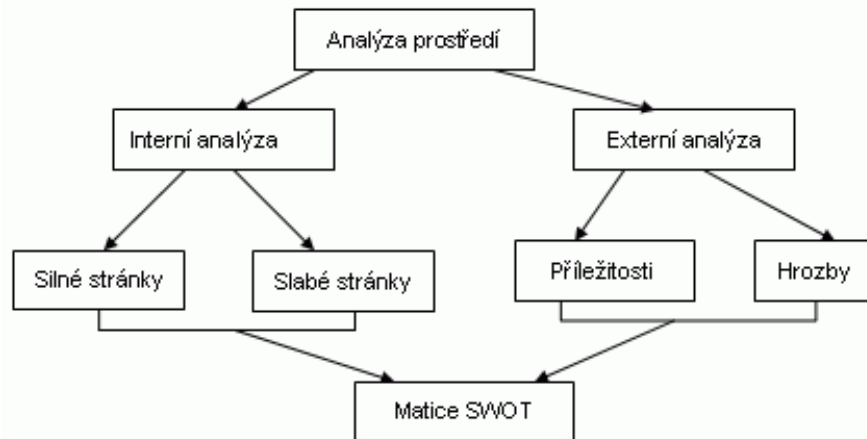 Analýza prostředí
Interní analýza
Externí analýza
Silné stránky
Slabé stránky
Příležitosti
Hrozby
Matice SWOT